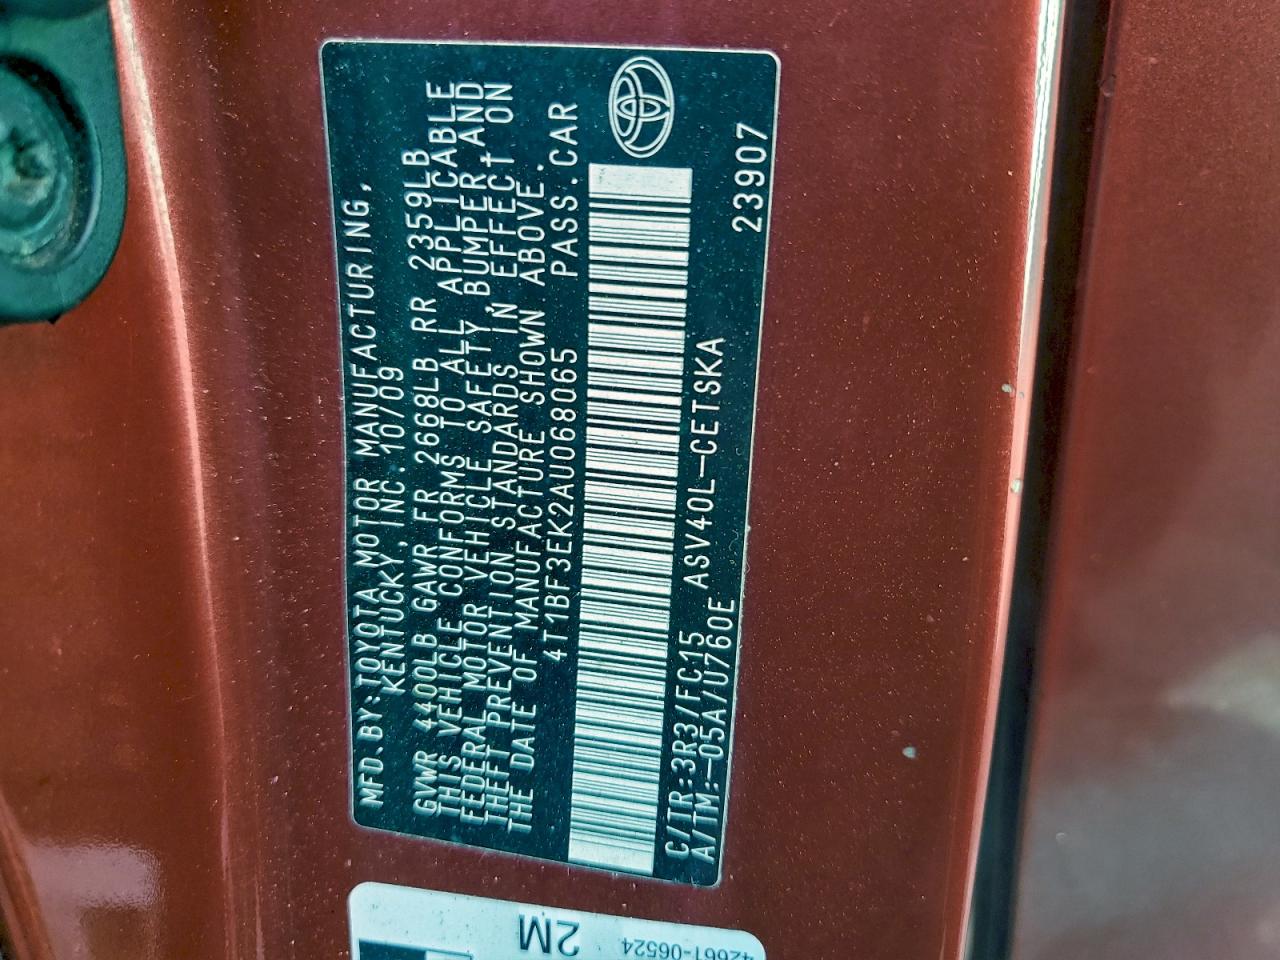 MFD.BY:TOYOTA MOTOR MANUFACTURING,
KENTUCKY,INC. 10/09
GVWR 4400LB GAWR FR 2668LB RR 2359LB
THIS VEHICLE CONFORMS TO ALL APPLICABLE
FEDERAL MOTOR VEHICLE SAFETY,BUMPER,AND
THEFT PREVENTION STANDARDS IN EFFECT ON
THE DATE OF MANUFACTURE SHOWN ABOVE.
4T1BF3EK2AU068065 PASS.CAR
C/TR:3R3/FC15 ASV40L-CETSKA
A/TM:-05A/U760E
23907
2M
42661-06524